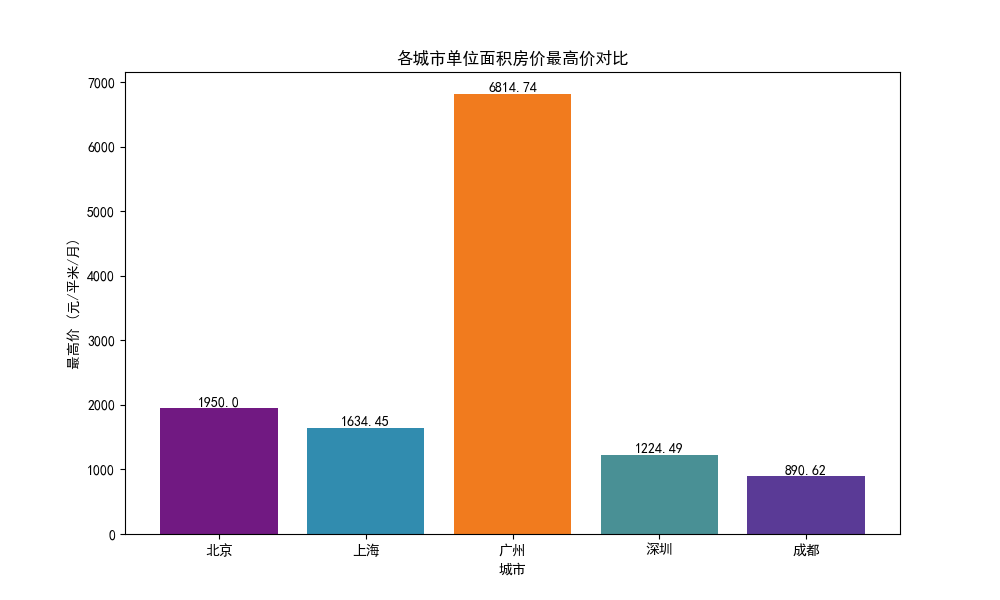 各城市单位面积房价最高价对比
最高价 (元/平米/月)
7000
6000
5000
4000
3000
2000
1000
0
1950.0
1634.45
6814.74
1224.49
890.62
北京
上海
广州
深圳
成都
城市